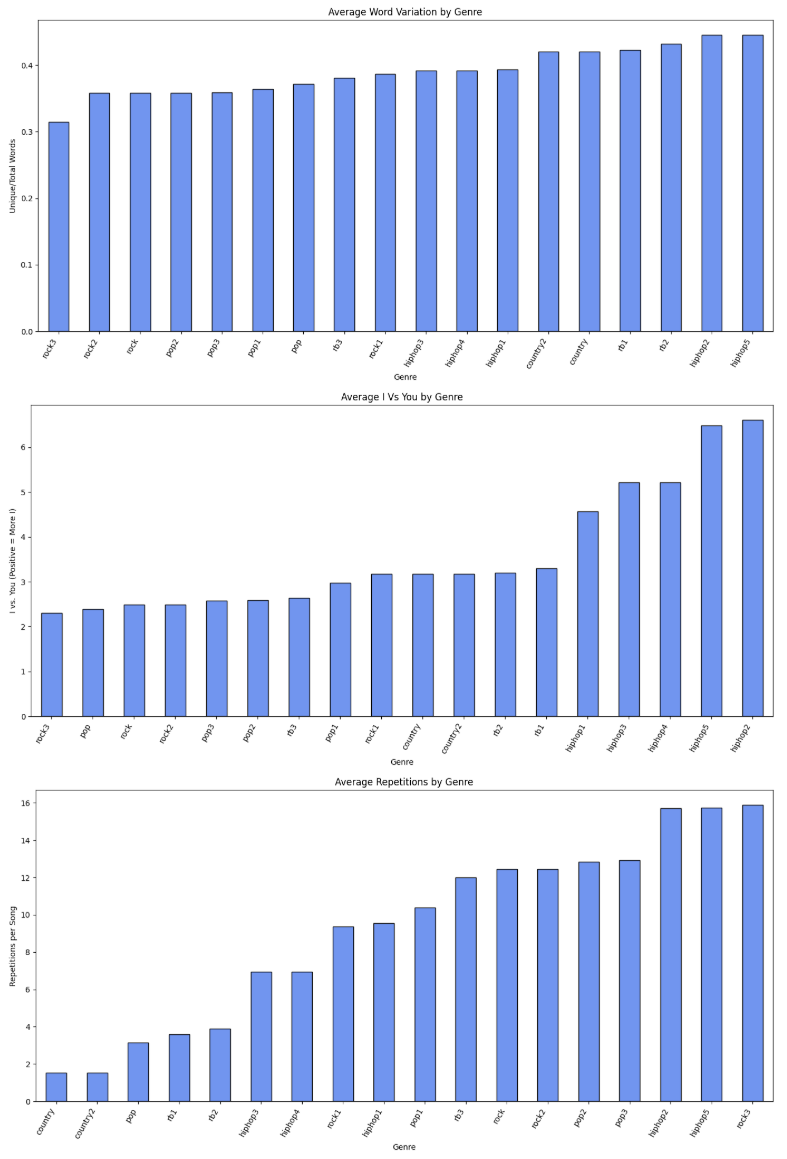 Average Word Variation by Genre
Unique/Total Words
0.4
0.3
0.2
0.1
0.0
rock3 rock2 rock pop2 pop3 pop1 pop rb3 rock1 hiphop3 hiphop4 hiphop1 country2 country rb1 rb2 hiphop2 hiphop5
Genre
Average I Vs You by Genre
I vs. You (Positive = More I)
6
5
4
3
2
1
0
rock3 pop rock rock2 pop3 pop2 rb3 pop1 rock1 country country2 rb2 rb1 hiphop1 hiphop3 hiphop4 hiphop5 hiphop2
Genre
Average Repetitions by Genre
Repetitions per Song
16
14
12
10
8
6
4
2
0
country country2 pop rb1 rb2 hiphop3 hiphop4 rock1 hiphop1 pop1 rb3 rock rock2 pop2 pop3 hiphop2 hiphop5 rock3
Genre